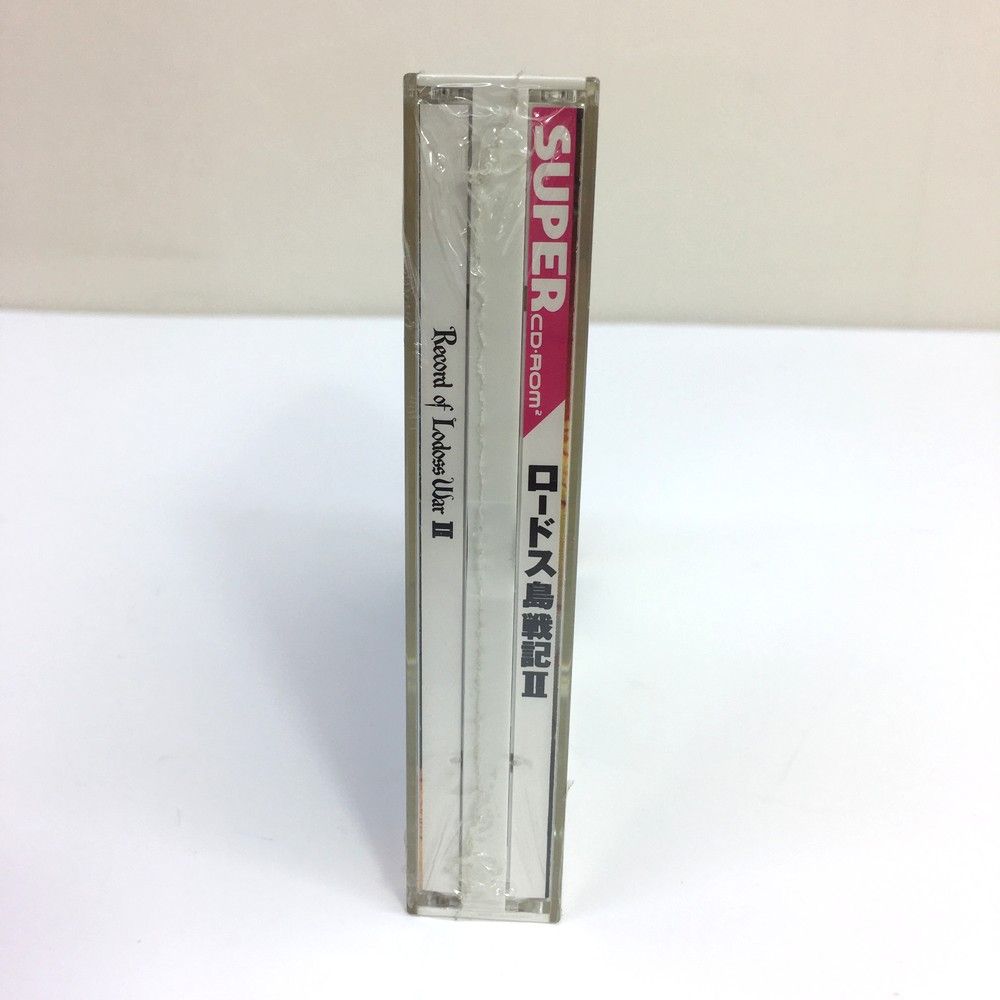 SUPER CD-ROM²
ロードス島戦記II
Record of Lodoss War II